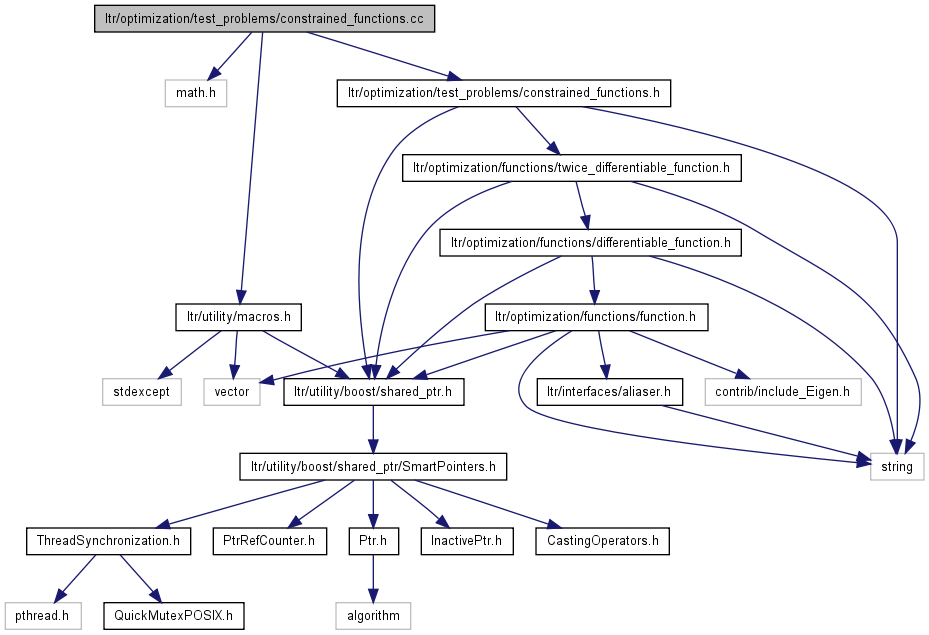 ltr/optimization/test_problems/constrained_functions.cc
math.h
ltr/optimization/test_problems/constrained_functions.h
ltr/optimization/functions/twice_differentiable_function.h
ltr/optimization/functions/differentiable_function.h
ltr/utility/macros.h
ltr/optimization/functions/function.h
stdexcept
vector
ltr/utility/boost/shared_ptr.h
ltr/interfaces/aliaser.h
contrib/include_Eigen.h
ltr/utility/boost/shared_ptr/SmartPointers.h
string
ThreadSynchronization.h
PtrRefCounter.h
Ptr.h
InactivePtr.h
CastingOperators.h
pthread.h
QuickMutexPOSIX.h
algorithm